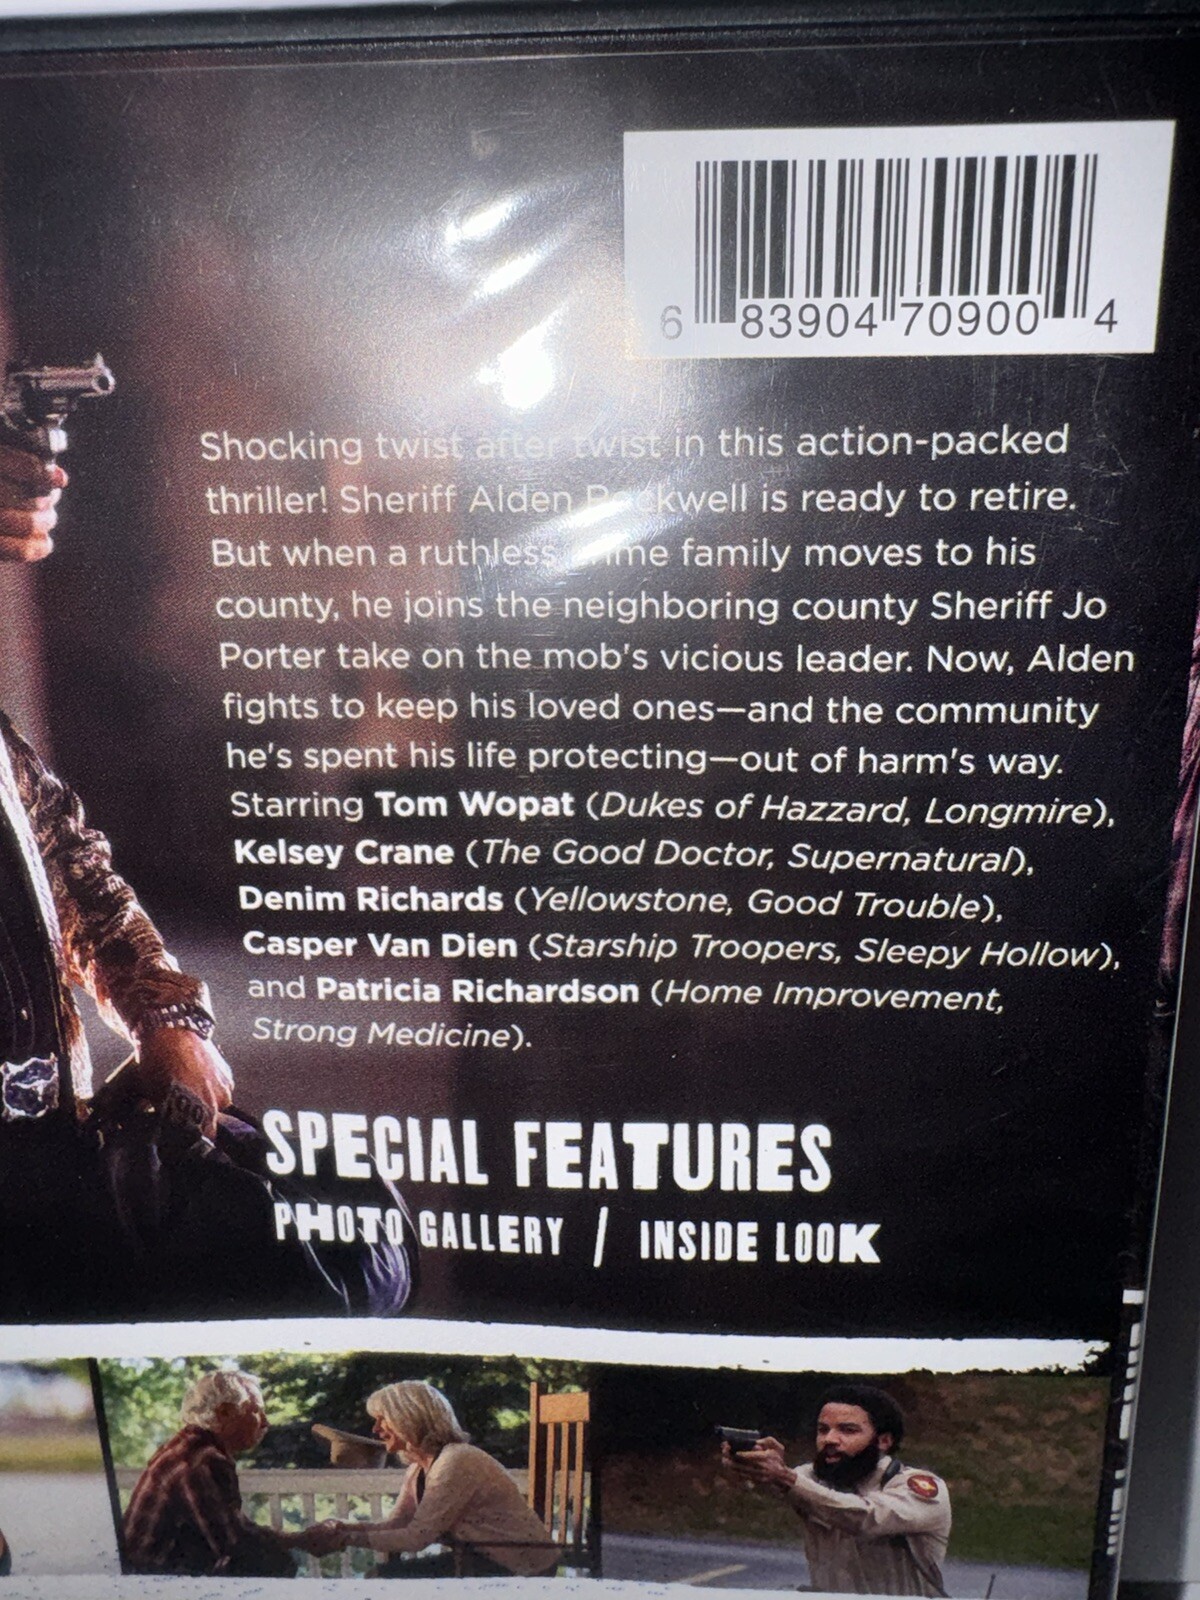 6 83904 70900 4
Shocking twist after twist in this action-packed
thriller! Sheriff Alden Rockwell is ready to retire.
But when a ruthless crime family moves to his
county, he joins the neighboring county Sheriff Jo
Porter take on the mob's vicious leader. Now, Alden
fights to keep his loved ones—and the community
he's spent his life protecting—out of harm's way.
Starring Tom Wopat (Dukes of Hazzard, Longmire),
Kelsey Crane (The Good Doctor, Supernatural),
Denim Richards (Yellowstone, Good Trouble),
Casper Van Dien (Starship Troopers, Sleepy Hollow),
and Patricia Richardson (Home Improvement,
Strong Medicine).
SPECIAL FEATURES
PHOTO GALLERY / INSIDE LOOK